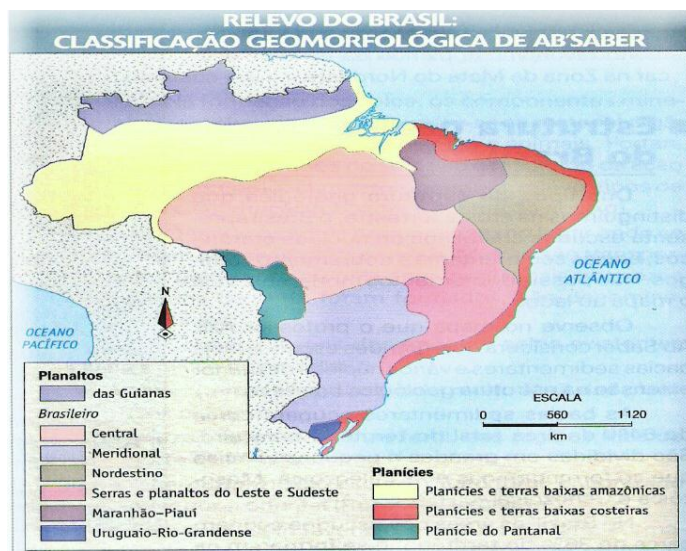 RELEVO DO BRASIL:
CLASSIFICAÇÃO GEOMORFOLÓGICA DE AB'SABER
OCEANO
ATLÂNTICO
N
OCEANO
PACÍFICO
Planaltos
das Guianas
Brasileiro
Central
Meridional
Nordestino
Serras e planaltos do Leste e Sudeste
Maranhão-Piauí
Uruguaio-Rio-Grandense
ESCALA
0 560 1120
km
Planícies
Planícies e terras baixas amazônicas
Planícies e terras baixas costeiras
Planície do Pantanal